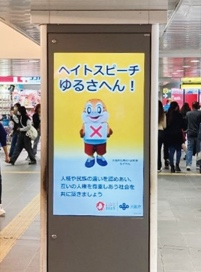 ヘイトスピーチ
ゆるさへん！
人種や民族の違いを認めあい、
互いの人権を尊重しあう社会を
共に築きましょう